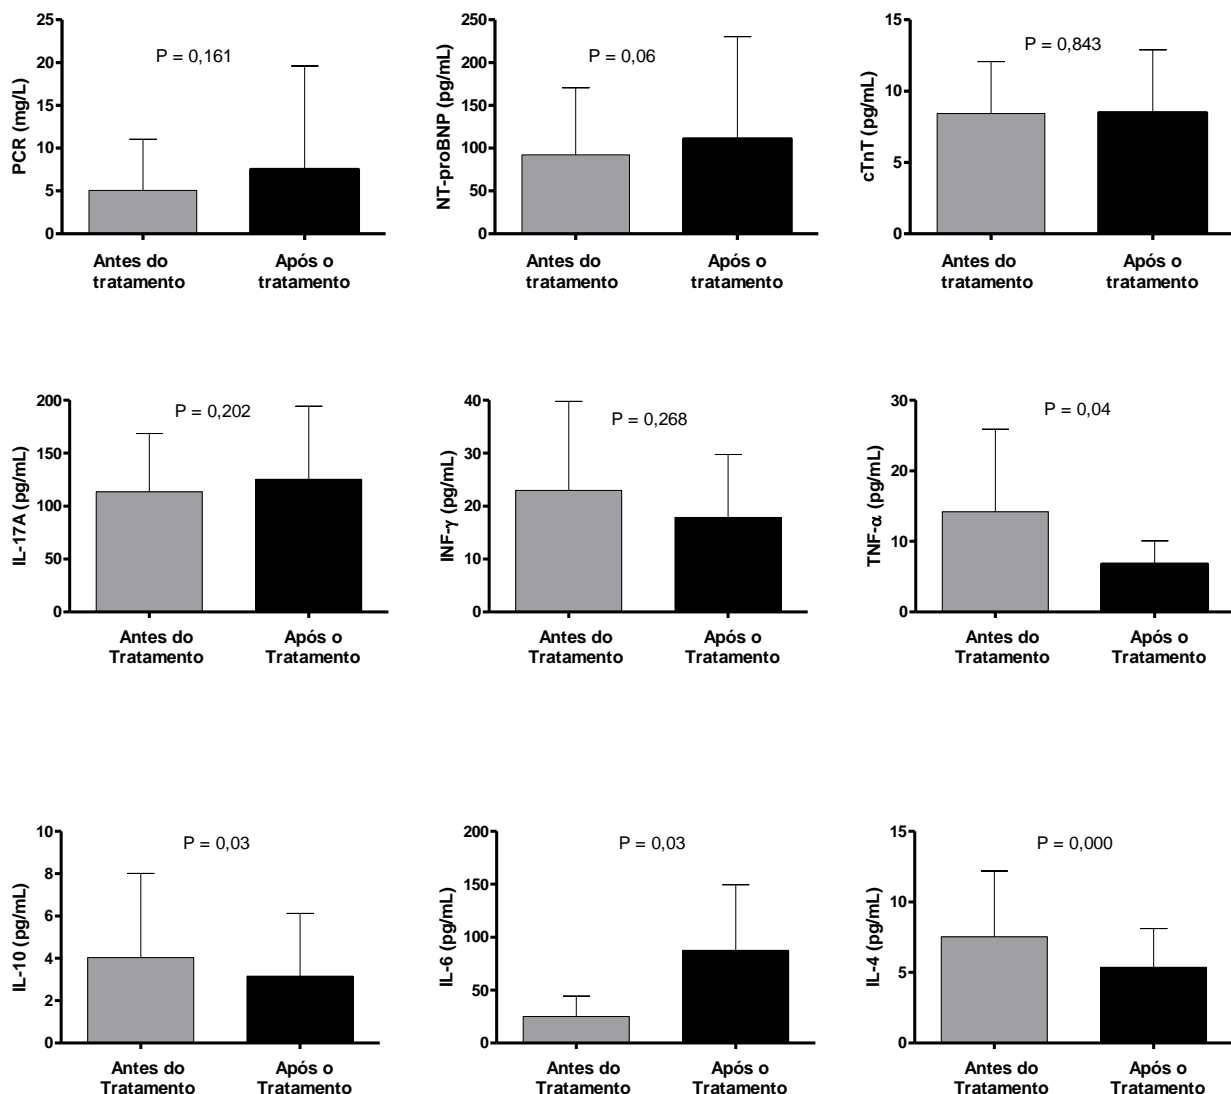 PCR (mg/L)
25
20
15
10
5
0
P = 0,161
Antes do
tratamento
Após o
tratamento
NT-proBNP (pg/mL)
250
200
150
100
50
0
P = 0,06
Antes do
tratamento
Após o
tratamento
cTnT (pg/mL)
15
10
5
0
P = 0,843
Antes do
tratamento
Após o
tratamento
IL-17A (pg/mL)
200
150
100
50
0
P = 0,202
Antes do
Tratamento
Após o
Tratamento
INF-γ (pg/mL)
40
30
20
10
0
P = 0,268
Antes do
Tratamento
Após o
Tratamento
TNF-α (pg/mL)
30
20
10
0
P = 0,04
Antes do
Tratamento
Após o
Tratamento
IL-10 (pg/mL)
10
8
6
4
2
0
P = 0,03
Antes do
Tratamento
Após o
Tratamento
IL-6 (pg/mL)
200
150
100
50
0
P = 0,03
Antes do
Tratamento
Após o
Tratamento
IL-4 (pg/mL)
15
10
5
0
P = 0,000
Antes do
Tratamento
Após o
Tratamento